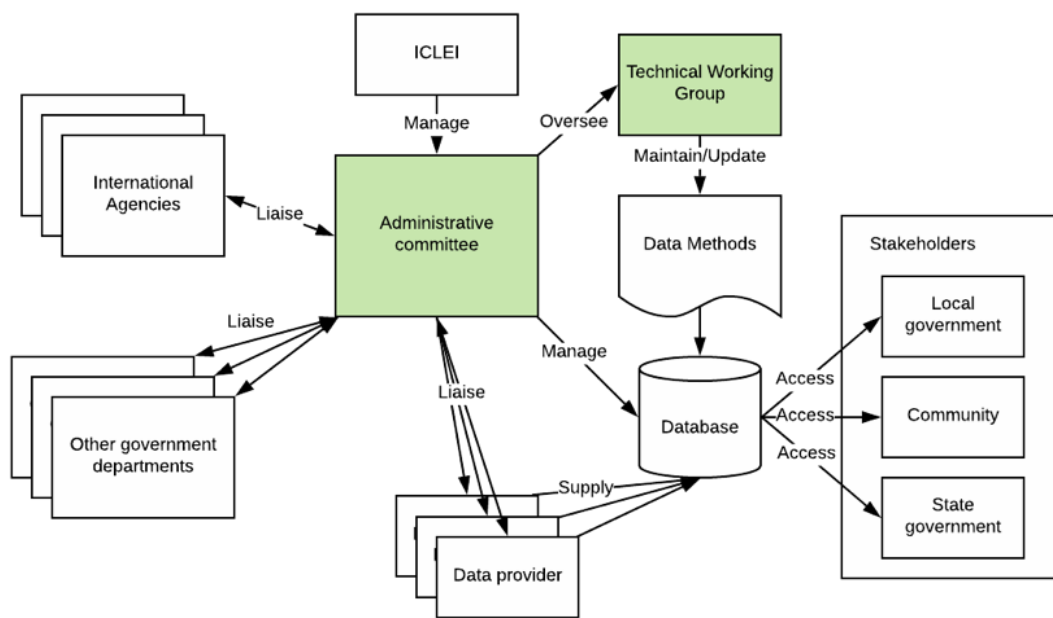 ICLEI
Manage
Technical Working
Group
Oversee
Maintain/Update
International
Agencies
Liaise
Administrative
committee
Data Methods
Stakeholders
Local
government
Liaise
Manage
Access
Liaise
Database
Access
Community
Access
Other government
departments
Supply
State
government
Data provider